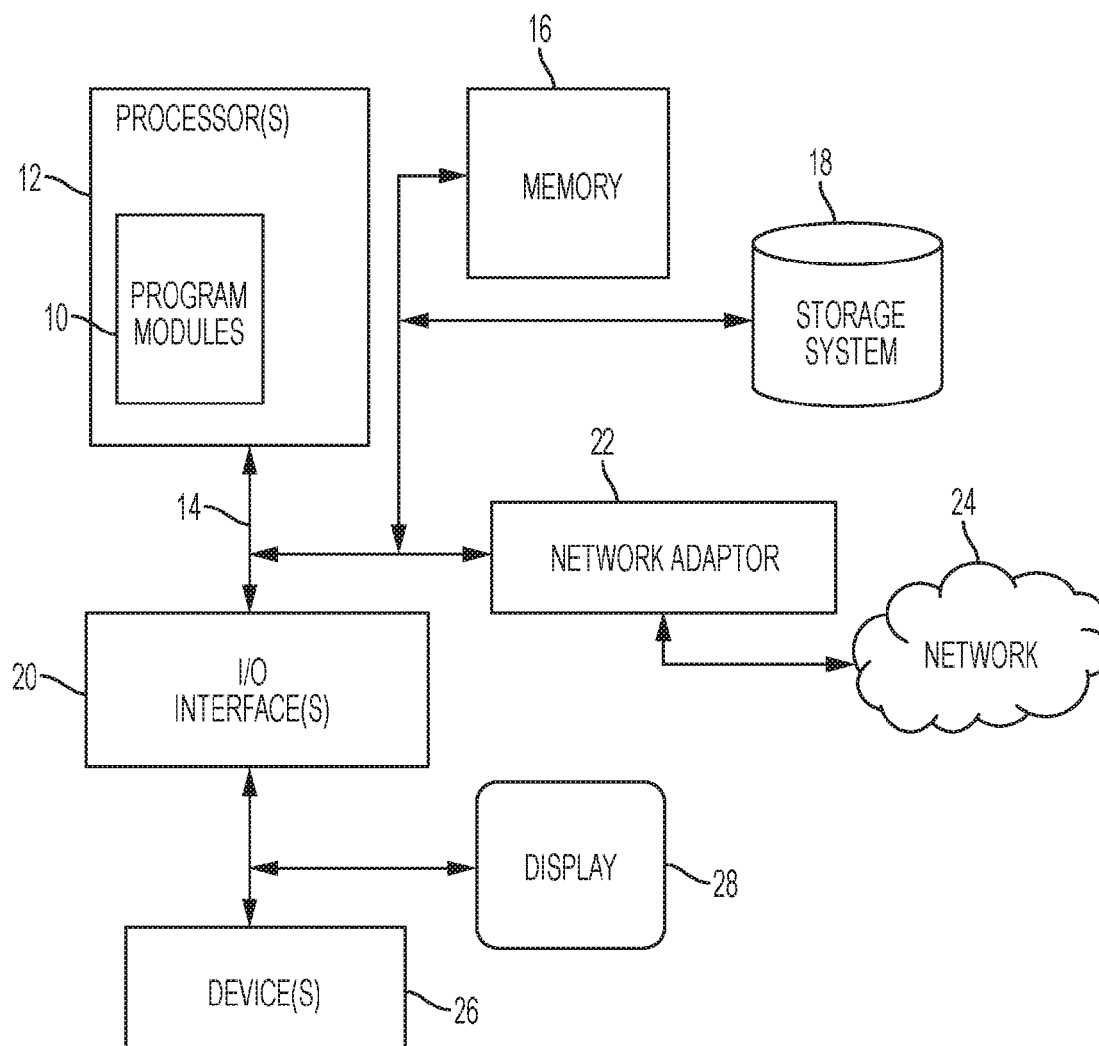 16
PROCESSOR(S)
12
MEMORY
18
10
PROGRAM
MODULES
STORAGE
SYSTEM
22
14
24
NETWORK ADAPTOR
NETWORK
20
I/O
INTERFACE(S)
DISPLAY
28
DEVICE(S)
26